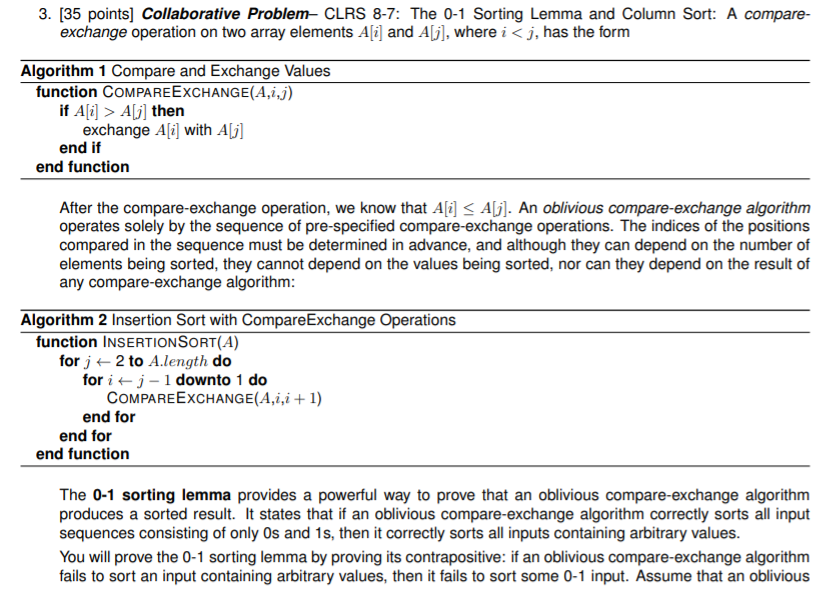 3. [35 points] Collaborative Problem– CLRS 8-7: The 0-1 Sorting Lemma and Column Sort: A compare-
exchange operation on two array elements A[i] and A[j], where i < j, has the form
Algorithm 1 Compare and Exchange Values
function COMPAREEXCHANGE(A,i,j)
if A[i] > A[j] then
exchange A[i] with A[j]
end if
end function
After the compare-exchange operation, we know that A[i] ≤ A[j]. An oblivious compare-exchange algorithm
operates solely by the sequence of pre-specified compare-exchange operations. The indices of the positions
compared in the sequence must be determined in advance, and although they can depend on the number of
elements being sorted, they cannot depend on the values being sorted, nor can they depend on the result of
any compare-exchange algorithm:
Algorithm 2 Insertion Sort with CompareExchange Operations
function INSERTIONSORT(A)
for j ← 2 to A.length do
for i ← j − 1 downto 1 do
COMPAREEXCHANGE(A,i,i + 1)
end for
end for
end function
The 0-1 sorting lemma provides a powerful way to prove that an oblivious compare-exchange algorithm
produces a sorted result. It states that if an oblivious compare-exchange algorithm correctly sorts all input
sequences consisting of only 0s and 1s, then it correctly sorts all inputs containing arbitrary values.
You will prove the 0-1 sorting lemma by proving its contrapositive: if an oblivious compare-exchange algorithm
fails to sort an input containing arbitrary values, then it fails to sort some 0-1 input. Assume that an oblivious